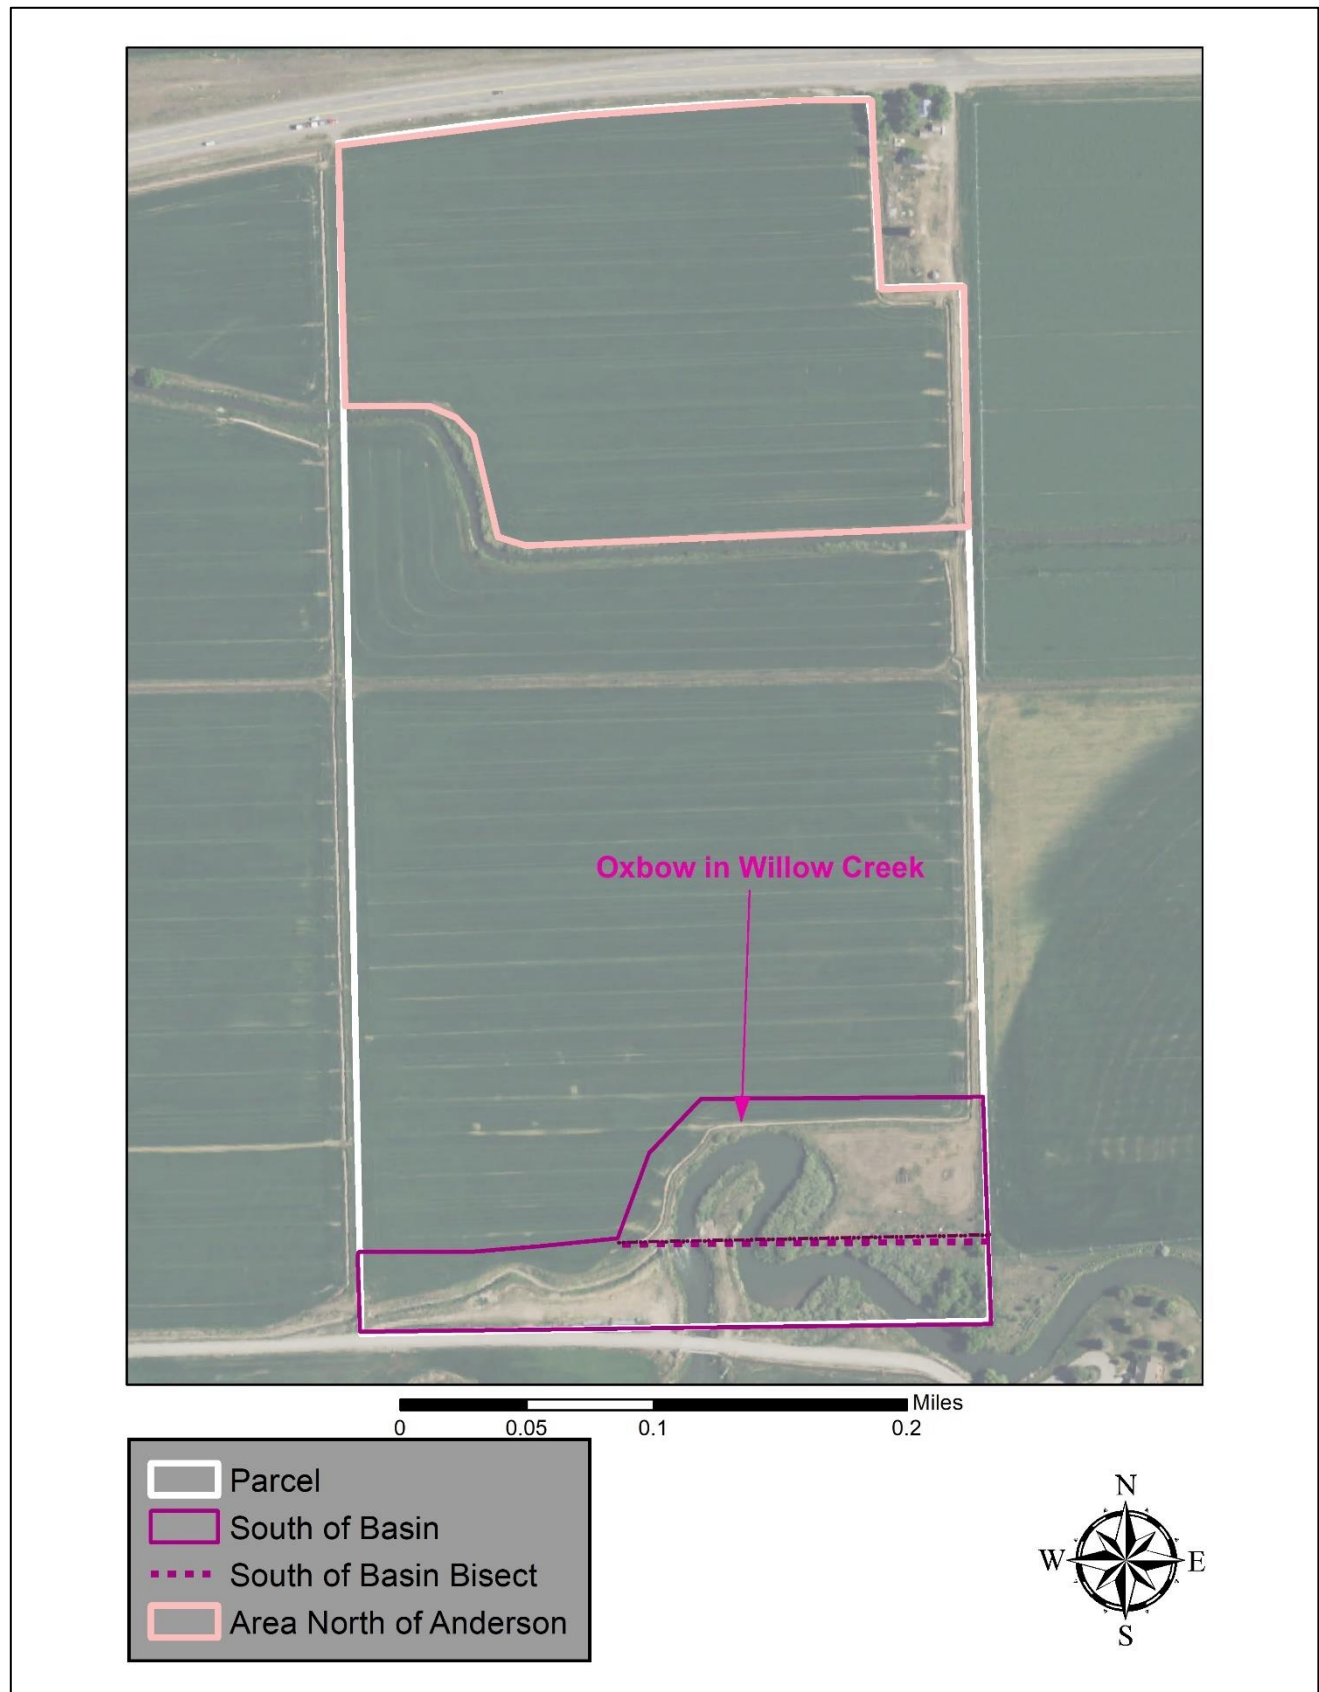 Oxbow in Willow Creek
Miles
0 0.05 0.1 0.2
Parcel
South of Basin
South of Basin Bisect
Area North of Anderson
N
W E
S